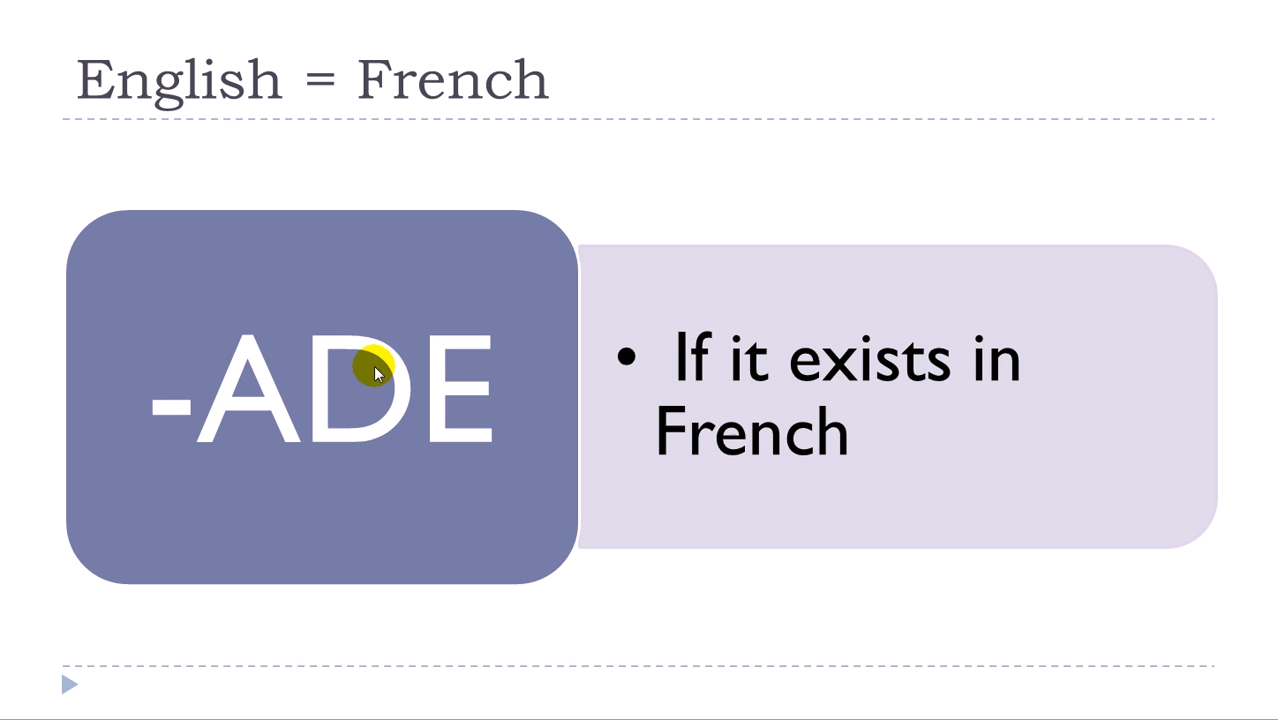 English = French
-ADE
• If it exists in
French